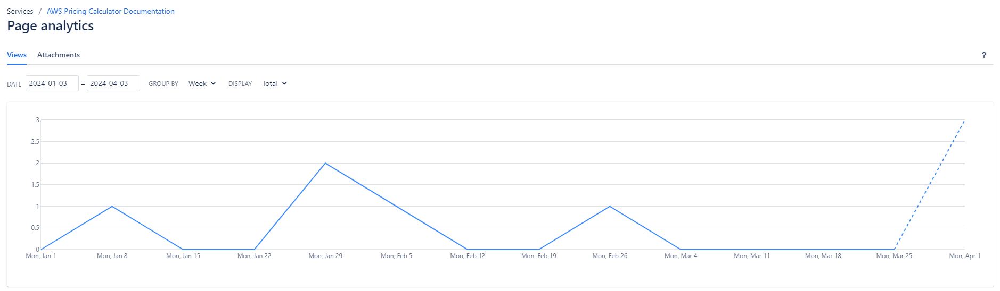 Services / AWS Pricing Calculator Documentation
Page analytics
Views Attachments ?
DATE 2024-01-03 – 2024-04-03 GROUP BY Week DISPLAY Total
3
2.5
2
1.5
1
0.5
0
Mon, Jan 1 Mon, Jan 8 Mon, Jan 15 Mon, Jan 22 Mon, Jan 29 Mon, Feb 5 Mon, Feb 12 Mon, Feb 19 Mon, Feb 26 Mon, Mar 4 Mon, Mar 11 Mon, Mar 18 Mon, Mar 25 Mon, Apr 1